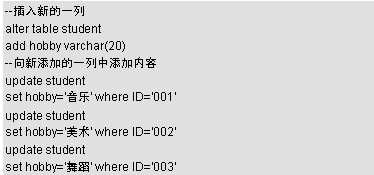 --插入新的一列
alter table student
add hobby varchar(20)
--向新添加的一列中添加内容
update student
set hobby='音乐' where ID='001'
update student
set hobby='美术' where ID='002'
update student
set hobby='舞蹈' where ID='003'